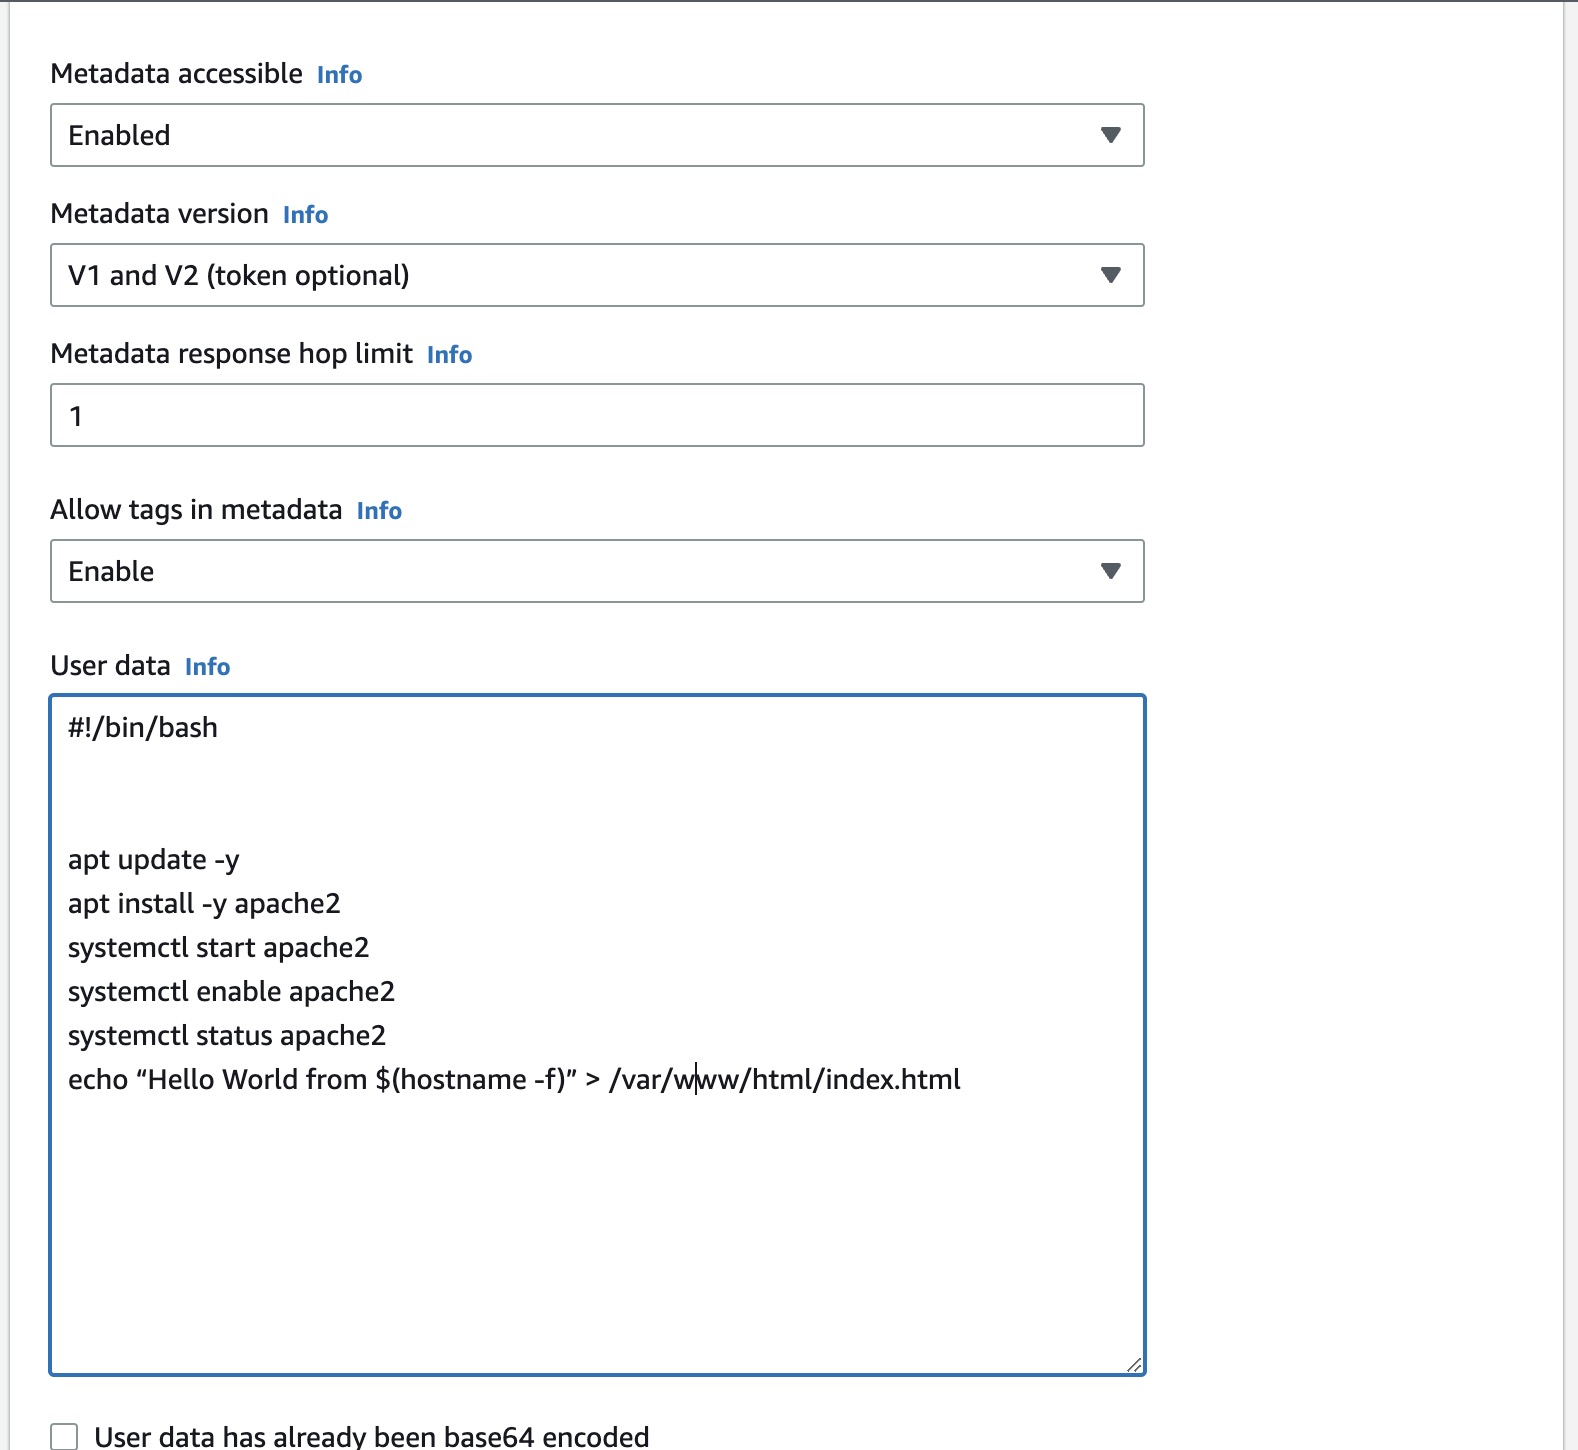 Metadata accessible Info
Enabled
Metadata version Info
V1 and V2 (token optional)
Metadata response hop limit Info
1
Allow tags in metadata Info
Enable
User data Info
#!/bin/bash
apt update -y
apt install -y apache2
systemctl start apache2
systemctl enable apache2
systemctl status apache2
echo “Hello World from $(hostname -f)” > /var/www/html/index.html
User data has already been base64 encoded